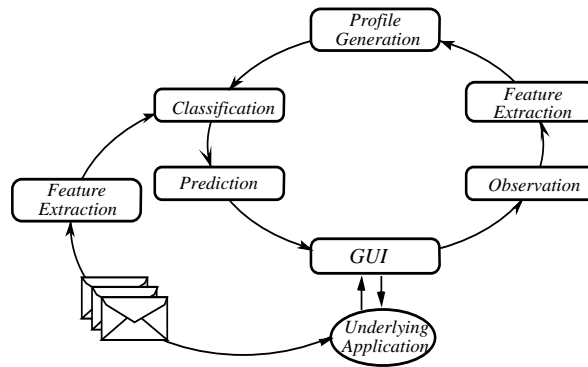 Profile
Generation
Classification
Feature
Extraction
Prediction
Observation
Feature
Extraction
GUI
Underlying
Application